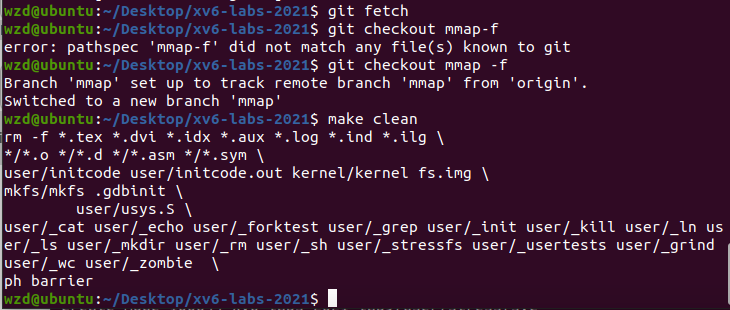 wzd@ubuntu:~/Desktop/xv6-labs-2021$ git fetch
wzd@ubuntu:~/Desktop/xv6-labs-2021$ git checkout mmap-f
error: pathspec 'mmap-f' did not match any file(s) known to git
wzd@ubuntu:~/Desktop/xv6-labs-2021$ git checkout mmap -f
Branch 'mmap' set up to track remote branch 'mmap' from 'origin'.
Switched to a new branch 'mmap'
wzd@ubuntu:~/Desktop/xv6-labs-2021$ make clean
rm -f *.tex *.dvi *.idx *.aux *.log *.ind *.ilg \
*/*.o */*.d */*.asm */*.sym \
user/initcode user/initcode.out kernel/kernel fs.img \
mkfs/mkfs .gdbinit \
        user/usys.S \
user/_cat user/_echo user/_forktest user/_grep user/_init user/_kill user/_ln us
er/_ls user/_mkdir user/_rm user/_sh user/_stressfs user/_usertests user/_grind
user/_wc user/_zombie  \
ph barrier
wzd@ubuntu:~/Desktop/xv6-labs-2021$